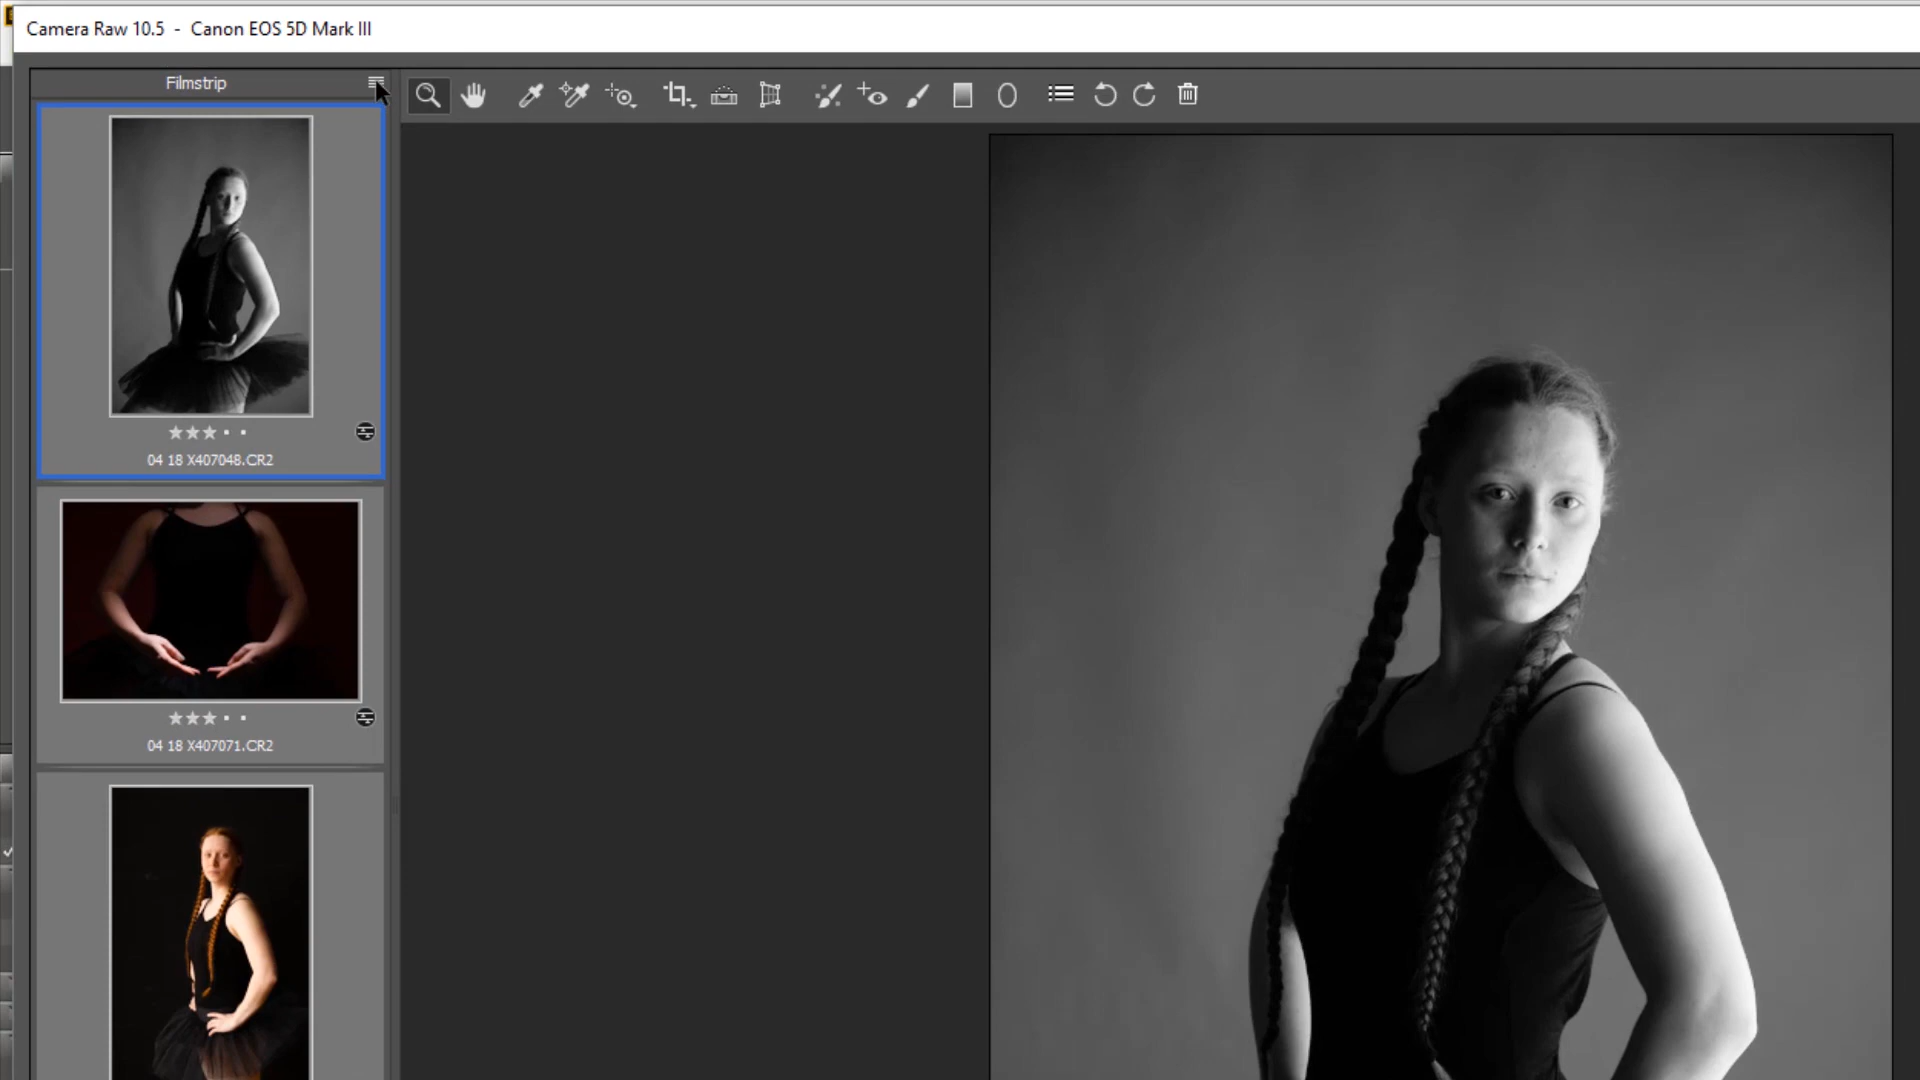 Camera Raw 10.5 - Canon EOS 5D Mark III
Filmstrip
04 18 X407048.CR2
04 18 X407071.CR2